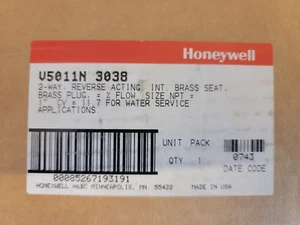 Honeywell
V5011N 3038
2-WAY. REVERSE ACTING INT. BRASS SEAT.
BRASS PLUG. = % FLOW. SIZE NPT =
1" CV = 11.7 FOR WATER SERVICE
APPLICATIONS
UNIT PACK
QTY 1
0743
DATE CODE
00085267193191
HONEYWELL H&BC MINNEAPOLIS, MN 55422 MADE IN USA